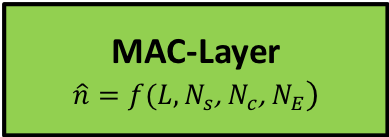 MAC-Layer
n̂ = f(L, N_s, N_c, N_E)